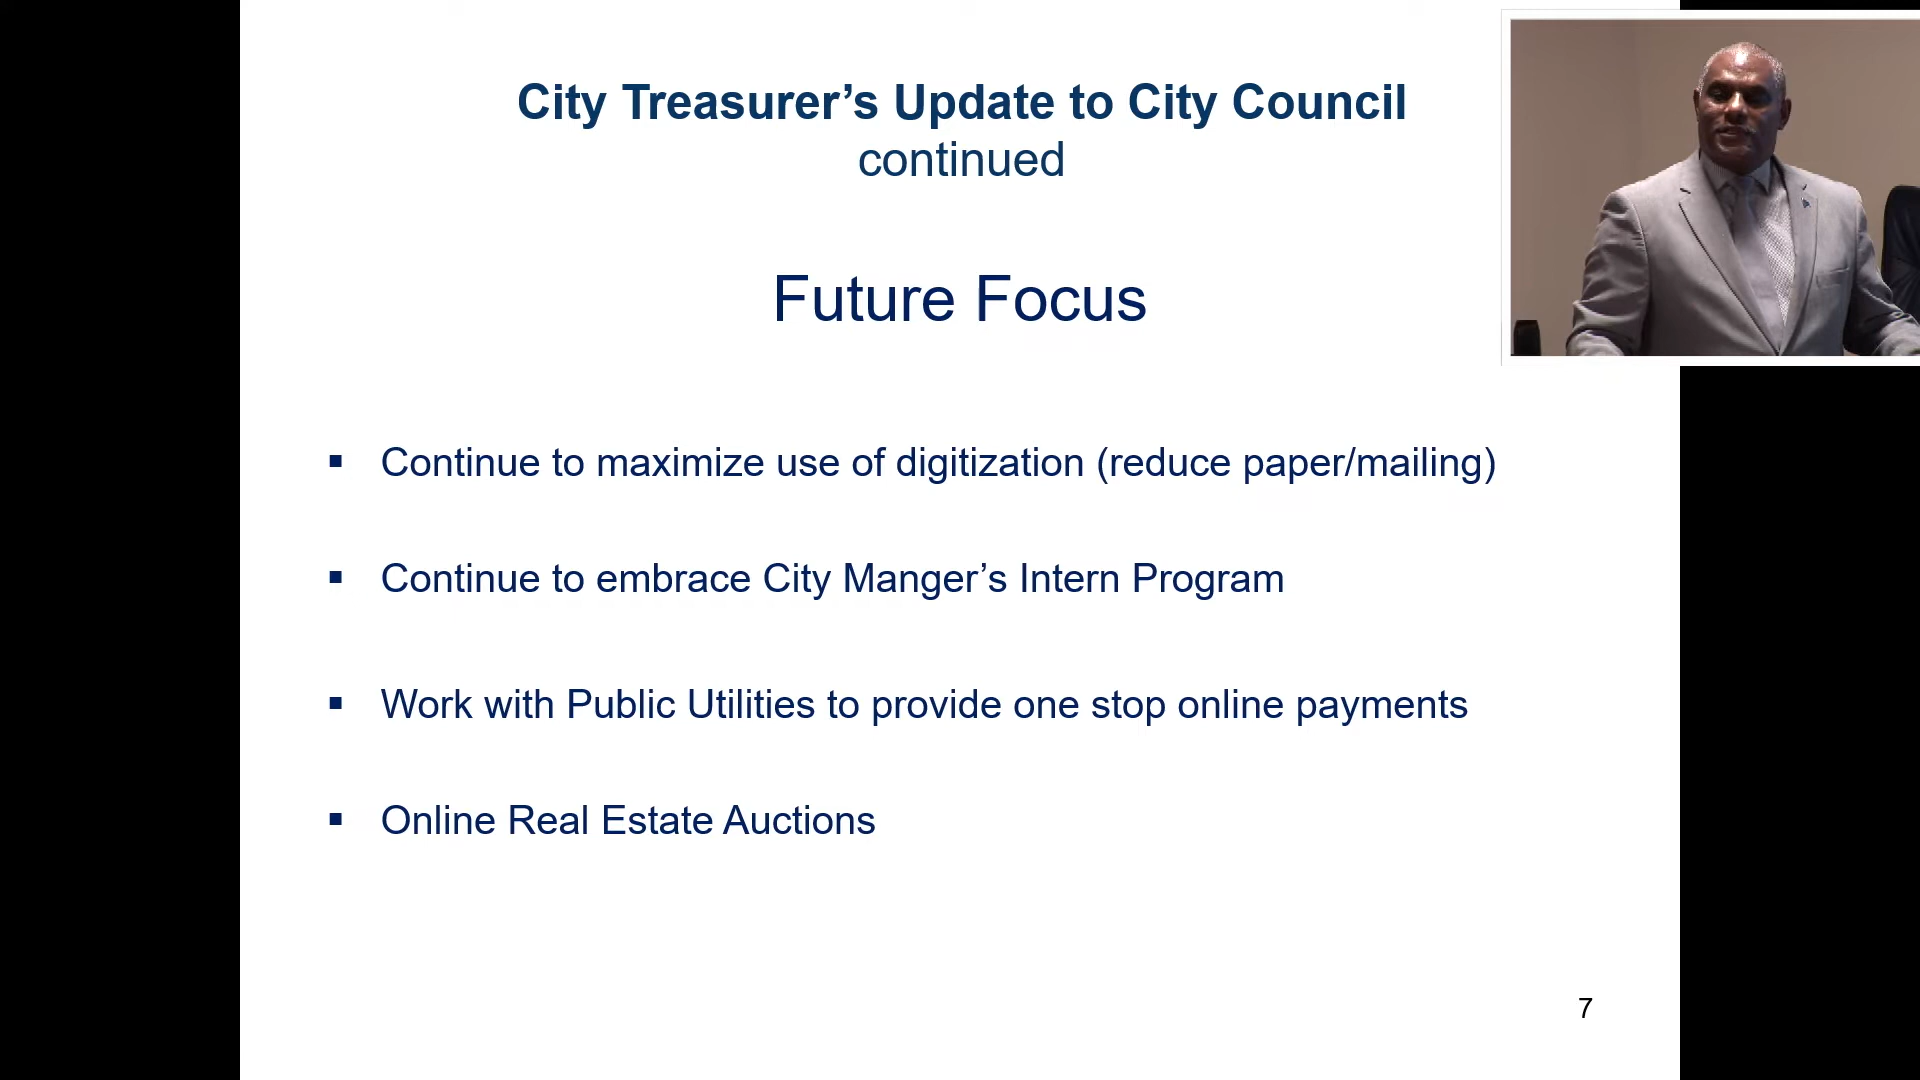 City Treasurer’s Update to City Council
continued
Future Focus
▪ Continue to maximize use of digitization (reduce paper/mailing)
▪ Continue to embrace City Manger’s Intern Program
▪ Work with Public Utilities to provide one stop online payments
▪ Online Real Estate Auctions
7